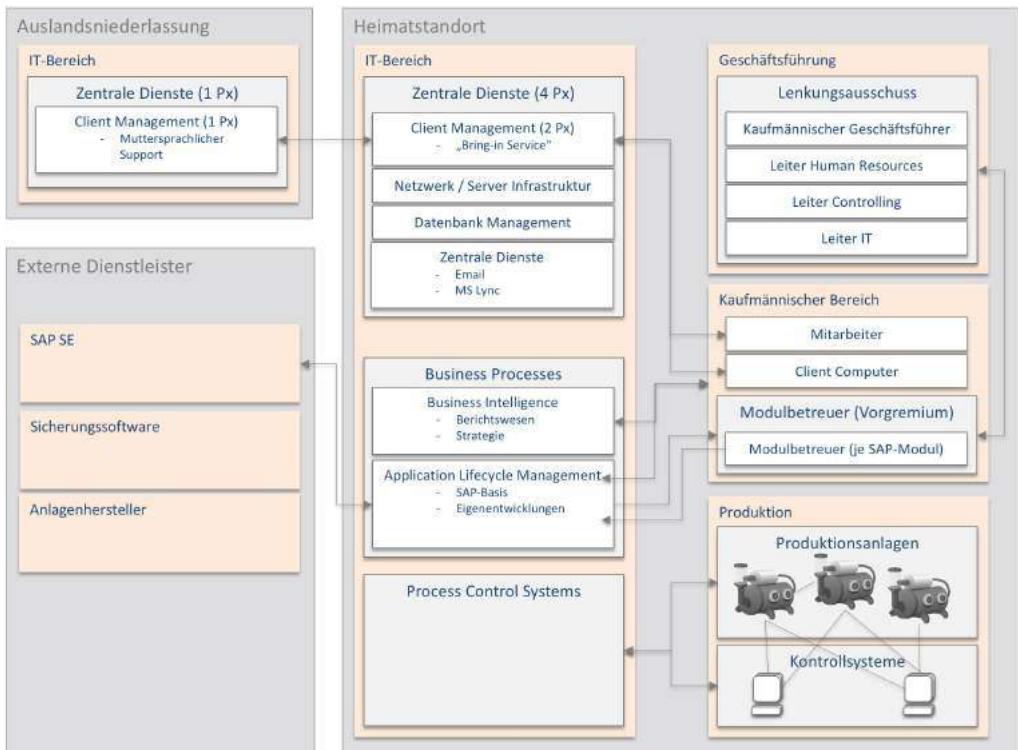 Auslandsniederlassung
IT-Bereich
Zentrale Dienste (1 Px)
Client Management (1 Px)
- Muttersprachlicher
Support
Externe Dienstleister
SAP SE
Sicherungssoftware
Anlagenhersteller
Heimatstandort
IT-Bereich
Zentrale Dienste (4 Px)
Client Management (2 Px)
- „Bring-in Service"
Netzwerk / Server Infrastruktur
Datenbank Management
Zentrale Dienste
- Email
- MS Lync
Business Processes
Business Intelligence
- Berichtswesen
- Strategie
Application Lifecycle Management
- SAP-Basis
- Eigenentwicklungen
Process Control Systems
Geschäftsführung
Lenkungsausschuss
Kaufmännischer Geschäftsführer
Leiter Human Resources
Leiter Controlling
Leiter IT
Kaufmännischer Bereich
Mitarbeiter
Client Computer
Modulbetreuer (Vorgremium)
Modulbetreuer (je SAP-Modul)
Produktion
Produktionsanlagen
Kontrollsysteme